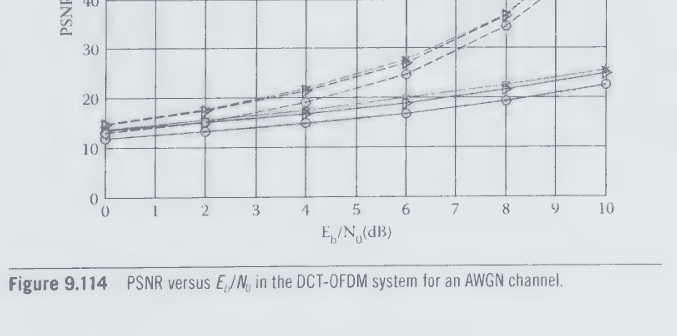 PSNR
40
30
20
10
0
0 1 2 3 4 5 6 7 8 9 10
E_b/N_0(dB)
Figure 9.114 PSNR versus E_b/N_0 in the DCT-OFDM system for an AWGN channel.